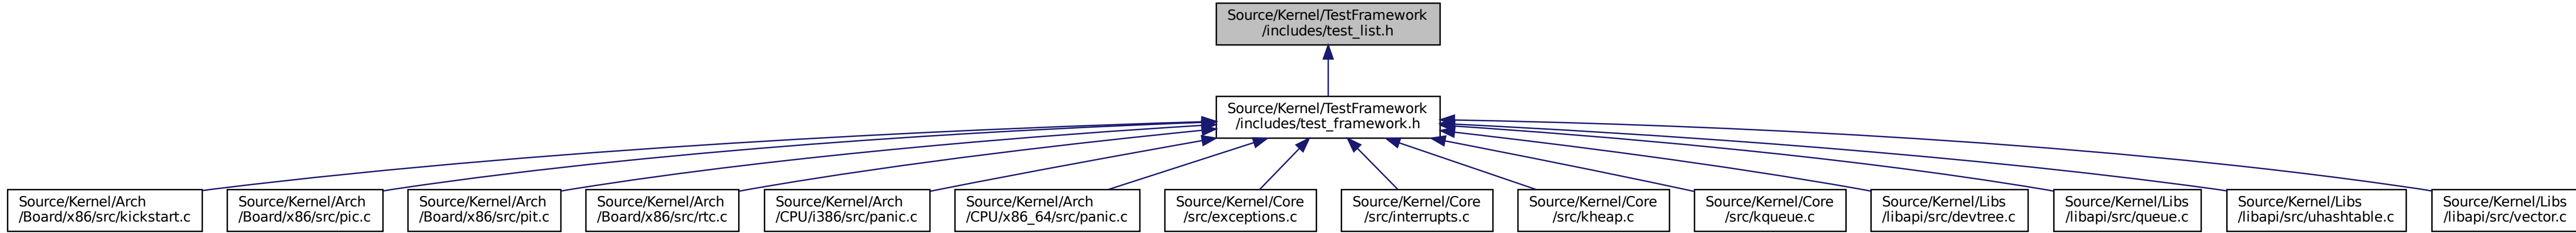 Source/Kernel/TestFramework
/includes/test_list.h
Source/Kernel/TestFramework
/includes/test_framework.h
Source/Kernel/Arch
/Board/x86/src/kickstart.c
Source/Kernel/Arch
/Board/x86/src/pic.c
Source/Kernel/Arch
/Board/x86/src/pit.c
Source/Kernel/Arch
/Board/x86/src/rtc.c
Source/Kernel/Arch
/CPU/i386/src/panic.c
Source/Kernel/Arch
/CPU/x86_64/src/panic.c
Source/Kernel/Core
/src/exceptions.c
Source/Kernel/Core
/src/interrupts.c
Source/Kernel/Core
/src/kheap.c
Source/Kernel/Core
/src/kqueue.c
Source/Kernel/Libs
/libapi/src/devtree.c
Source/Kernel/Libs
/libapi/src/queue.c
Source/Kernel/Libs
/libapi/src/uhashtable.c
Source/Kernel/Libs
/libapi/src/vector.c